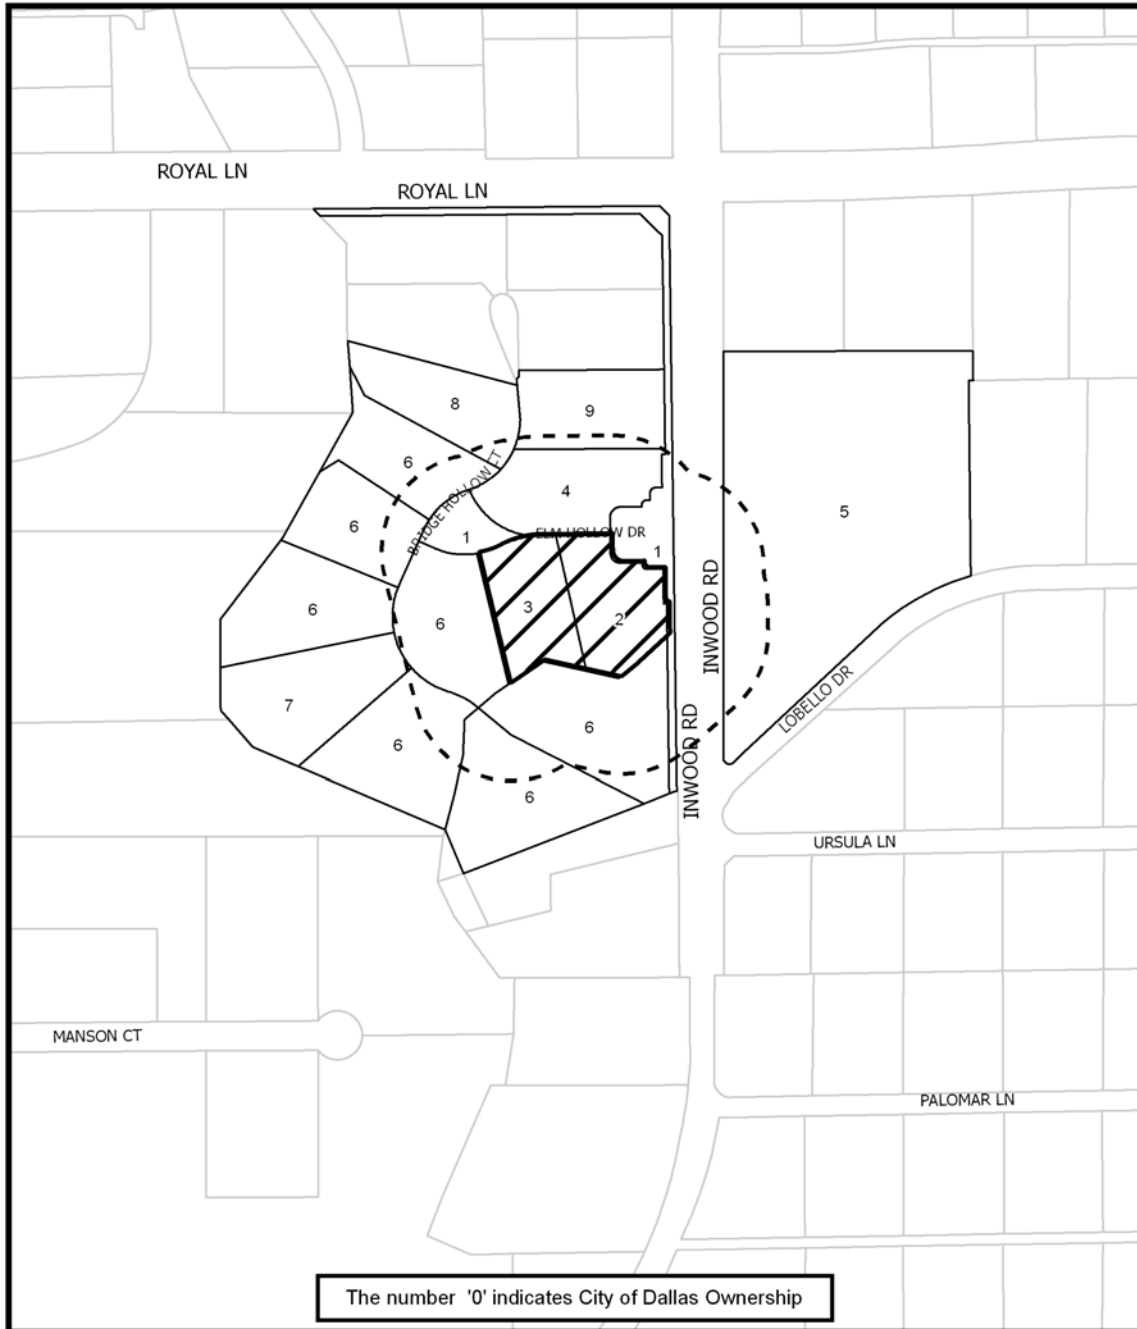 ROYAL LN
ROYAL LN
8
9
6
BRIDGE HOLLOW CT
4
5
6
1
ELM HOLLOW DR
1
INWOOD RD
6
6
3
2
7
6
6
LOBELLO DR
INWOOD RD
6
URSULA LN
MANSON CT
PALOMAR LN
The number '0' indicates City of Dallas Ownership